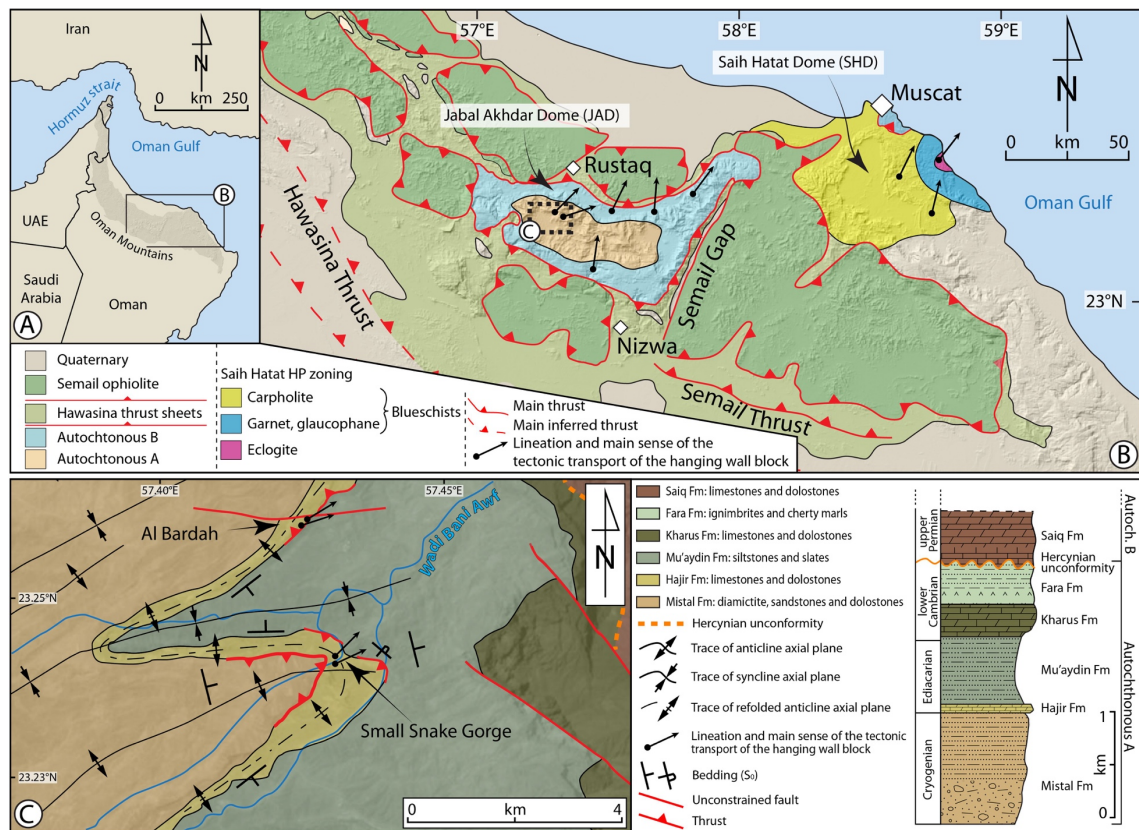 Iran
N
0 km 250
Hormuz strait
Oman Gulf
UAE
Oman Mountains
B
Saudi
Arabia
Oman
A
57°E
58°E
59°E
Saih Hatat Dome (SHD)
Muscat
N
0 km 50
Jabal Akhdar Dome (JAD)
Rustaq
Hawasina Thrust
C
Semail Gap
Oman Gulf
23°N
Nizwa
Semail Thrust
B
Quaternary
Semail ophiolite
Hawasina thrust sheets
Autochtonous B
Autochtonous A
Saih Hatat HP zoning
Carpholite
Garnet, glaucophane
Blueschists
Eclogite
Main thrust
Main inferred thrust
Lineation and main sense of the
tectonic transport of the hanging wall block
57.40°E
57.45°E
Al Bardah
Wadi Bani Awf
N
23.25°N
Small Snake Gorge
23.23°N
C
0 km 4
Saiq Fm: limestones and dolostones
Fara Fm: ignimbrites and cherty marls
Kharus Fm: limestones and dolostones
Mu'aydin Fm: siltstones and slates
Hajir Fm: limestones and dolostones
Mistal Fm: diamictite, sandstones and dolostones
Hercynian unconformity
Trace of anticline axial plane
Trace of syncline axial plane
Trace of refolded anticline axial plane
Lineation and main sense of the tectonic
transport of the hanging wall block
Bedding (S₀)
Unconstrained fault
Thrust
upper
Permian
lower
Cambrian
Ediacarian
Cryogenian
Saiq Fm
Hercynian
unconformity
Fara Fm
Kharus Fm
Mu'aydin Fm
Hajir Fm
Mistal Fm
1
km
0
Autoch. B
Autochthonous A